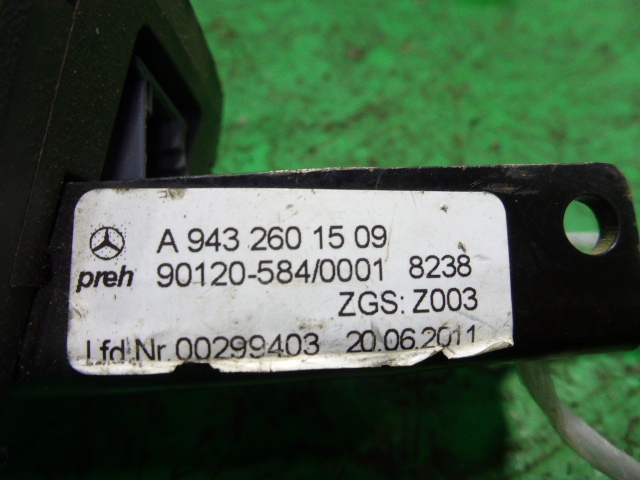 A 943 260 15 09
preh 90120-584/0001 8238
ZGS: Z003
Lfd Nr 00299403 20.06.2011